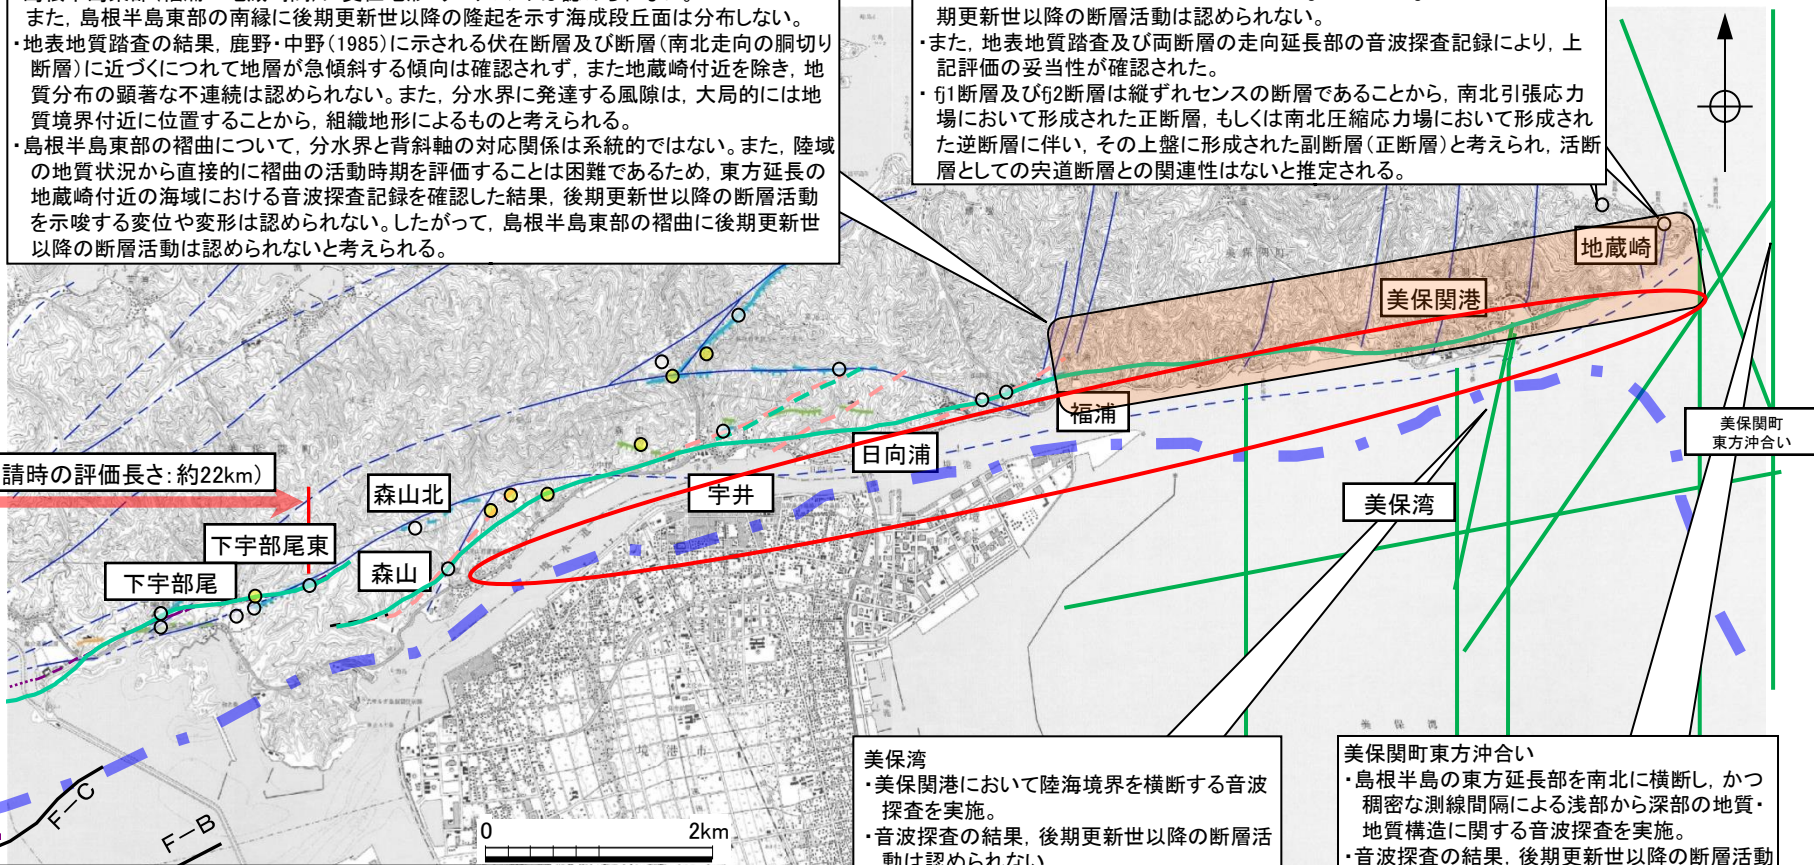 また，島根半島東部の南縁に後期更新世以降の隆起を示す海成段丘面は分布しない。
・地表地質踏査の結果，鹿野・中野(1985)に示される伏在断層及び断層(南北走向の胴切り
断層)に近づくにつれて地層が急傾斜する傾向は確認されず，また地蔵崎付近を除き，地
質分布の顕著な不連続は認められない。また，分水界に発達する風隙は，大局的には地
質境界付近に位置することから，組織地形によるものと考えられる。
・島根半島東部の褶曲について，分水界と背斜軸の対応関係は系統的ではない。また，陸域
の地質状況から直接的に褶曲の活動時期を評価することは困難であるため，東方延長の
地蔵崎付近の海域における音波探査記録を確認した結果，後期更新世以降の断層活動
を示唆する変位や変形は認められない。したがって，島根半島東部の褶曲に後期更新世
以降の断層活動は認められないと考えられる。
期更新世以降の断層活動は認められない。
・また，地表地質踏査及び両断層の走向延長部の音波探査記録により，上
記評価の妥当性が確認された。
・fj1断層及びfj2断層は縦ずれセンスの断層であることから，南北引張応力
場において形成された正断層，もしくは南北圧縮応力場において形成され
た逆断層に伴い，その上盤に形成された副断層(正断層)と考えられ，活断
層としての宍道断層との関連性はないと推定される。
地蔵崎
美保関港
福浦
美保関町
東方沖合い
日向浦
請時の評価長さ：約22km)
森山北
宇井
美保湾
下宇部尾東
下宇部尾
森山
美保湾
境港市
F－C
F－B
0 2km
美保湾
・美保関港において陸海境界を横断する音波
探査を実施。
・音波探査の結果，後期更新世以降の断層活
動は認められない
美保関町東方沖合い
・島根半島の東方延長部を南北に横断し，かつ
稠密な測線間隔による浅部から深部の地質・
地質構造に関する音波探査を実施。
・音波探査の結果，後期更新世以降の断層活動